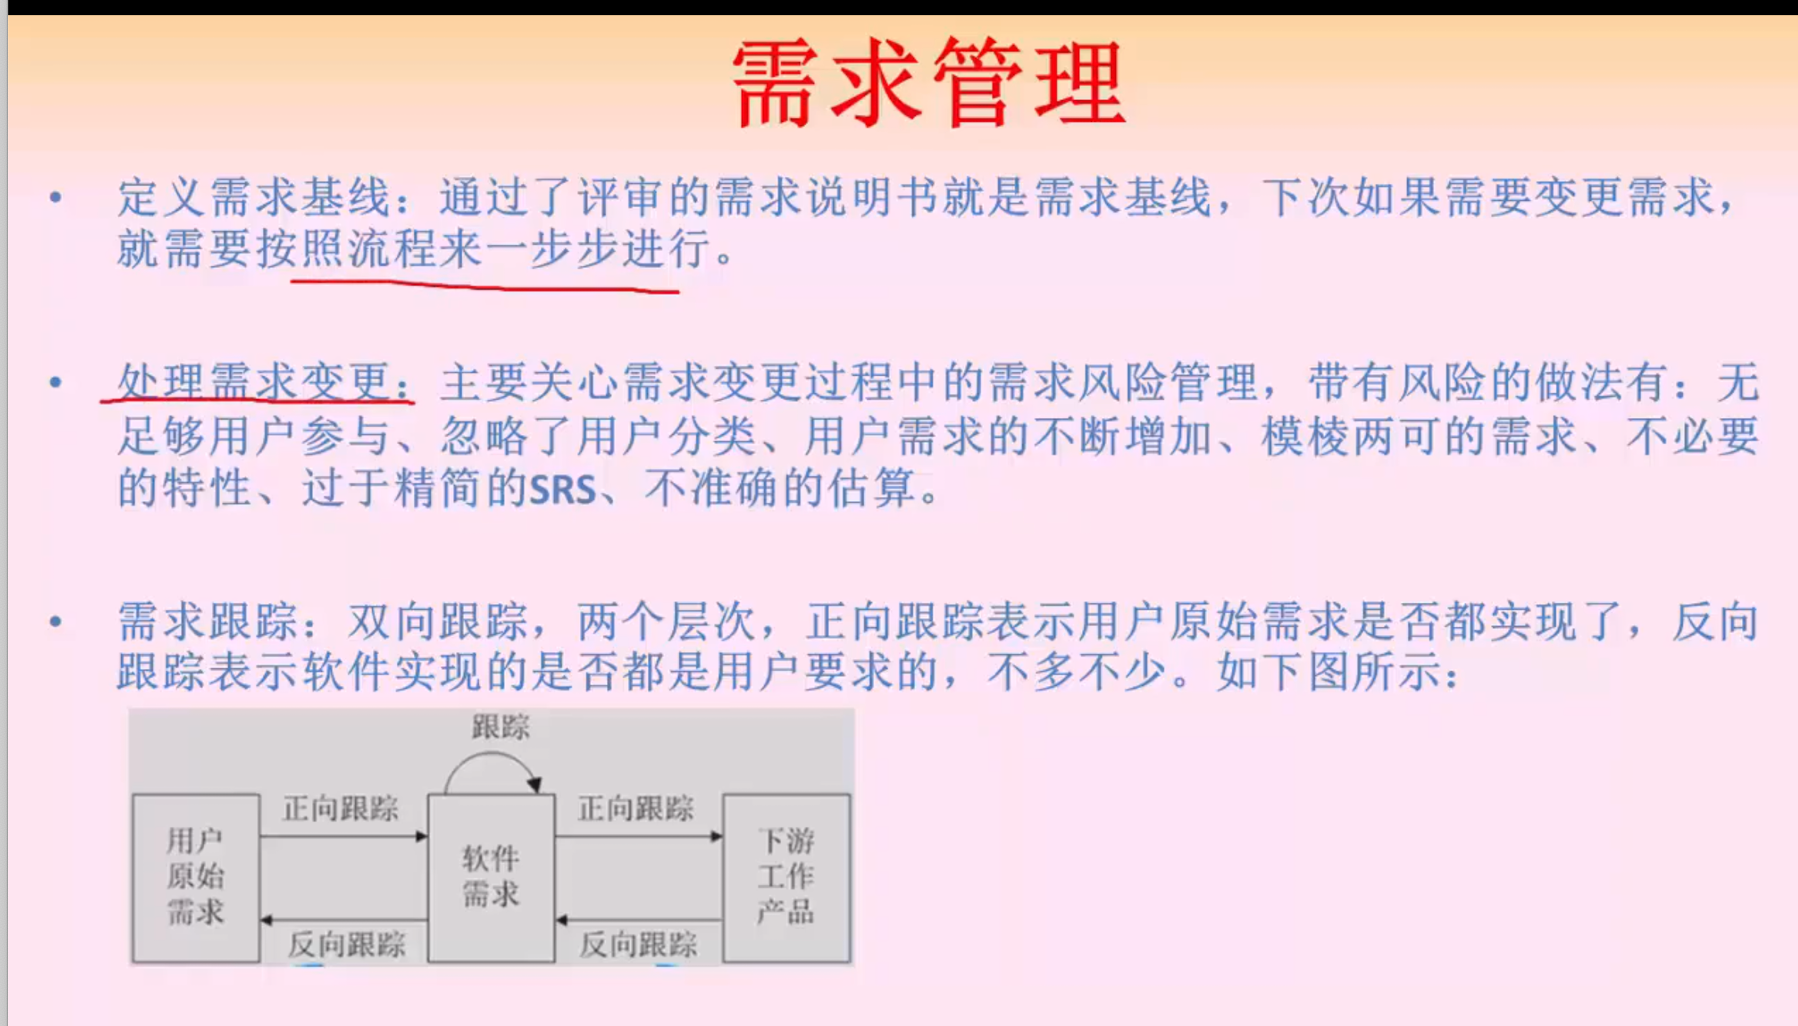 需求管理
• 定义需求基线：通过了评审的需求说明书就是需求基线，下次如果需要变更需求，
就需要按照流程来一步步进行。
• 处理需求变更：主要关心需求变更过程中的需求风险管理，带有风险的做法有：无
足够用户参与、忽略了用户分类、用户需求的不断增加、模棱两可的需求、不必要
的特性、过于精简的SRS、不准确的估算。
• 需求跟踪：双向跟踪，两个层次，正向跟踪表示用户原始需求是否都实现了，反向
跟踪表示软件实现的是否都是用户要求的，不多不少。如下图所示：
跟踪
用户
原始
需求
正向跟踪
反向跟踪
软件
需求
正向跟踪
反向跟踪
下游
工作
产品